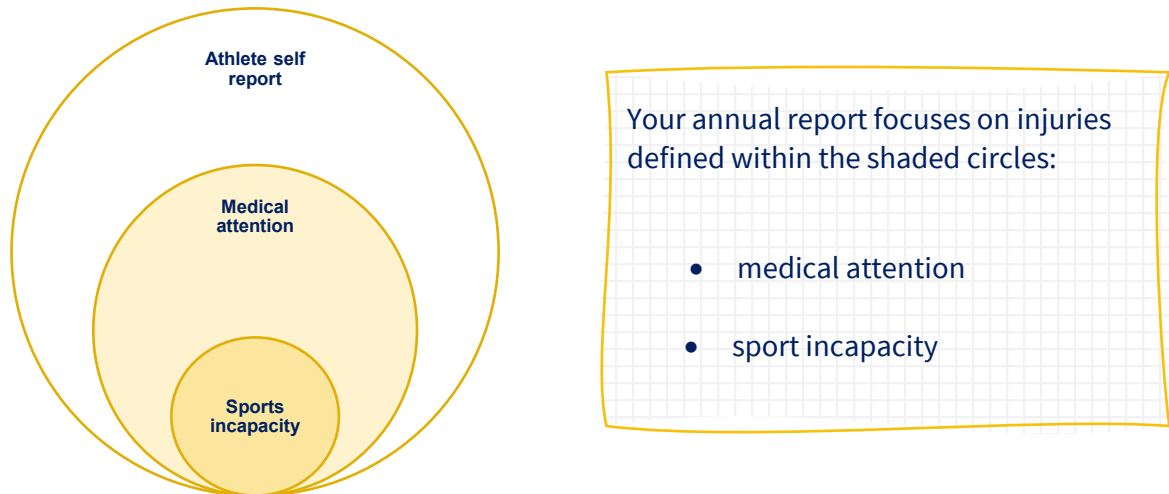 Athlete self
report
Medical
attention
Sports
incapacity
Your annual report focuses on injuries
defined within the shaded circles:
• medical attention
• sport incapacity